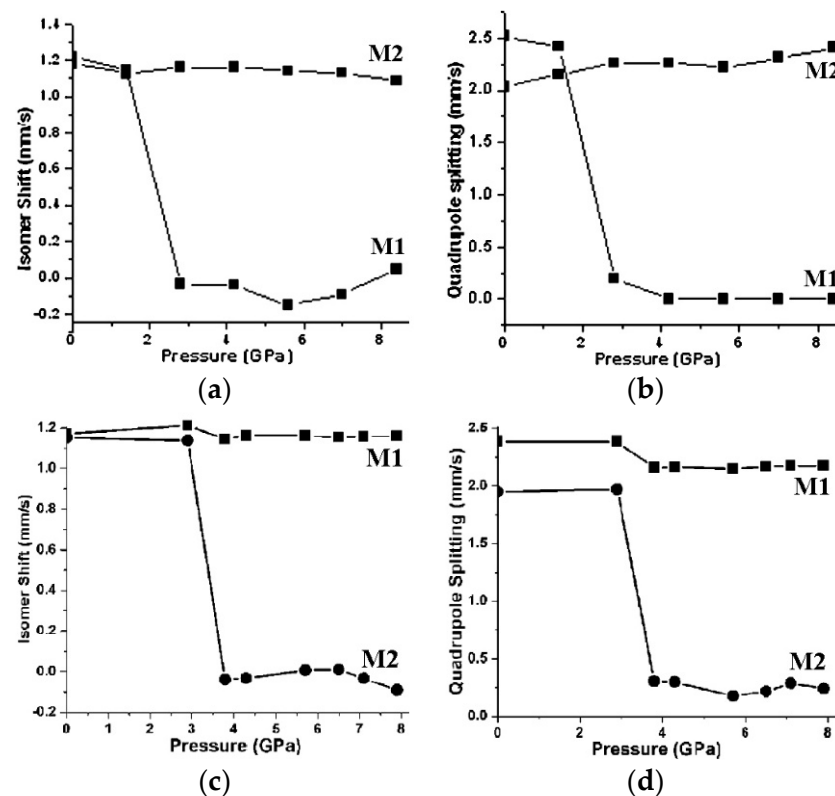 1.4
1.2
1.0
0.8
0.6
0.4
0.2
0.0
-0.2
Isomer Shift (mm/s)
M2
M1
0 2 4 6 8
Pressure (GPa)
(a)
2.5
2.0
1.5
1.0
0.5
0.0
Quadrupole splitting (mm/s)
M2
M1
0 2 4 6 8
Pressure (GPa)
(b)
1.2
1.0
0.8
0.6
0.4
0.2
0.0
-0.2
Isomer Shift (mm/s)
M1
M2
0 1 2 3 4 5 6 7 8
Pressure (GPa)
(c)
2.5
2.0
1.5
1.0
0.5
0.0
Quadrupole Splitting (mm/s)
M1
M2
0 2 4 6 8
Pressure (GPa)
(d)